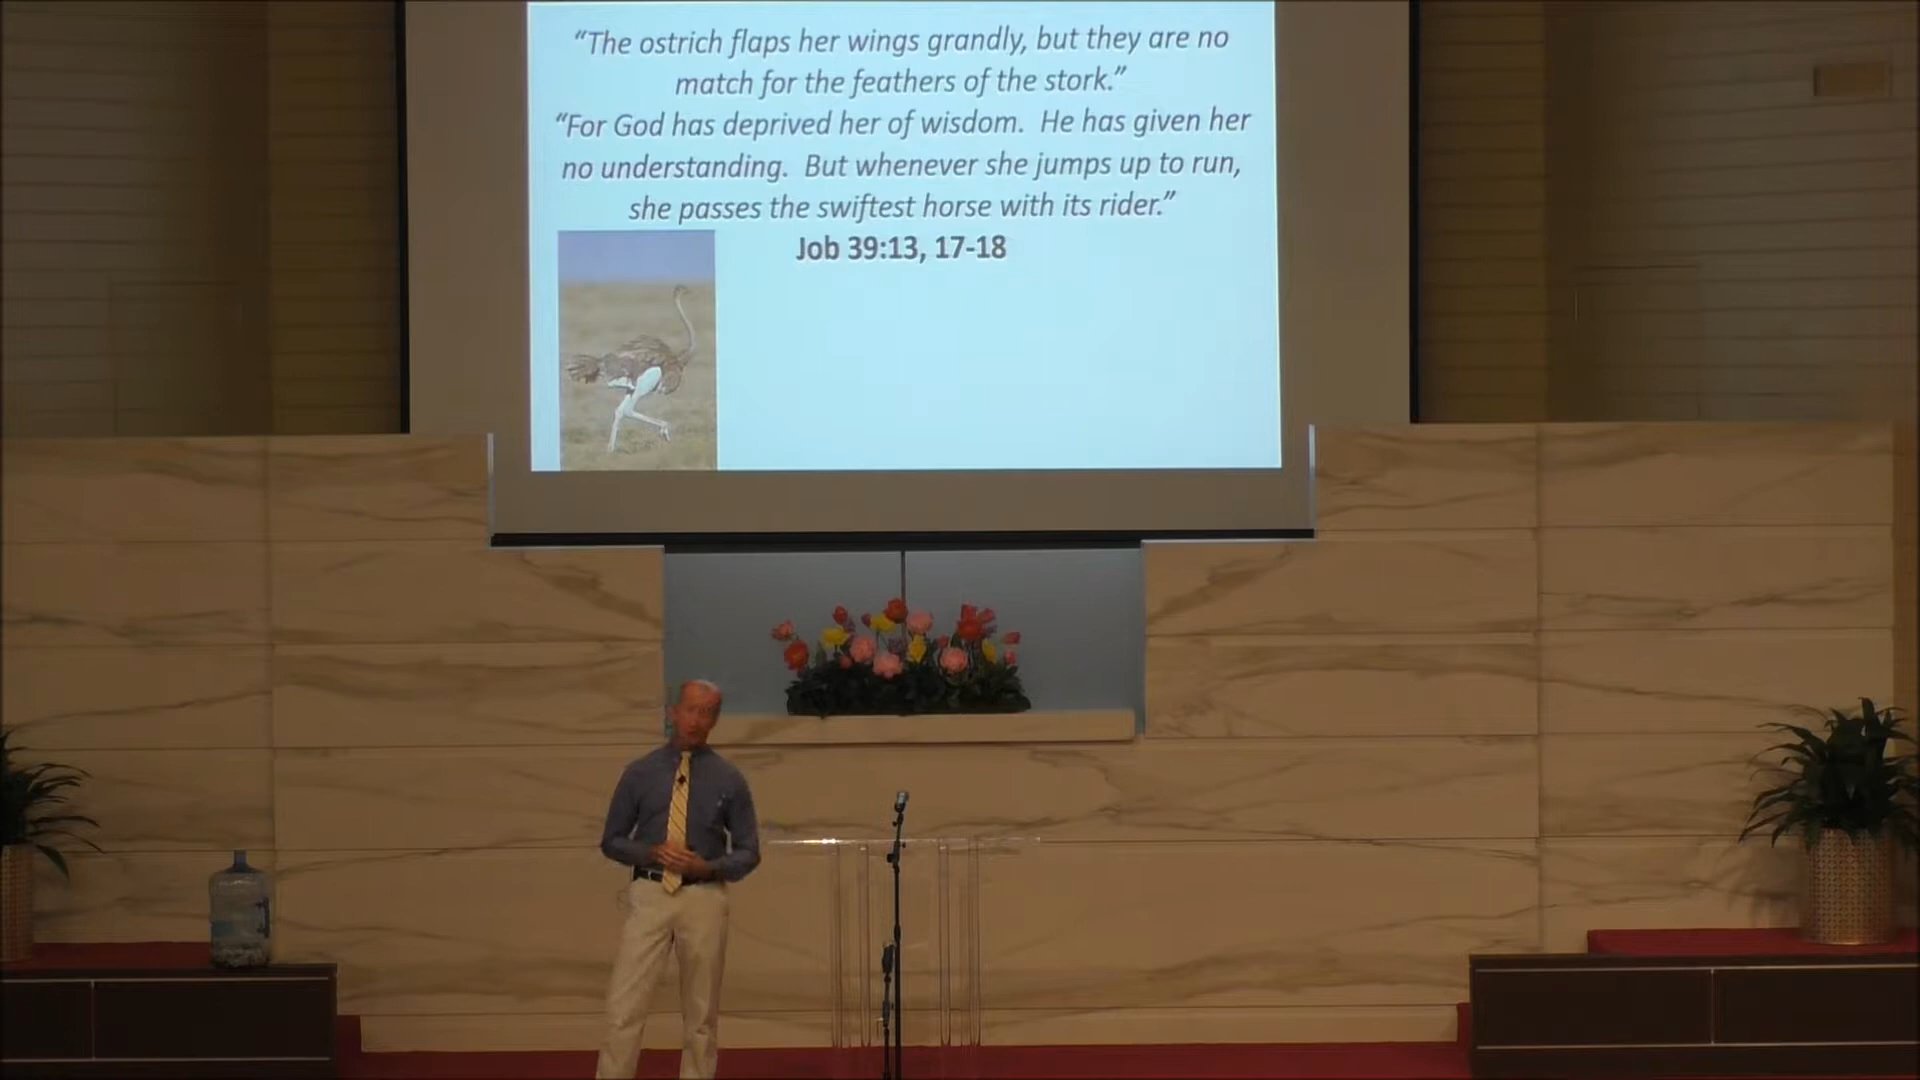 “The ostrich flaps her wings grandly, but they are no
match for the feathers of the stork.”
“For God has deprived her of wisdom.  He has given her
no understanding.  But whenever she jumps up to run,
she passes the swiftest horse with its rider.”
Job 39:13, 17-18